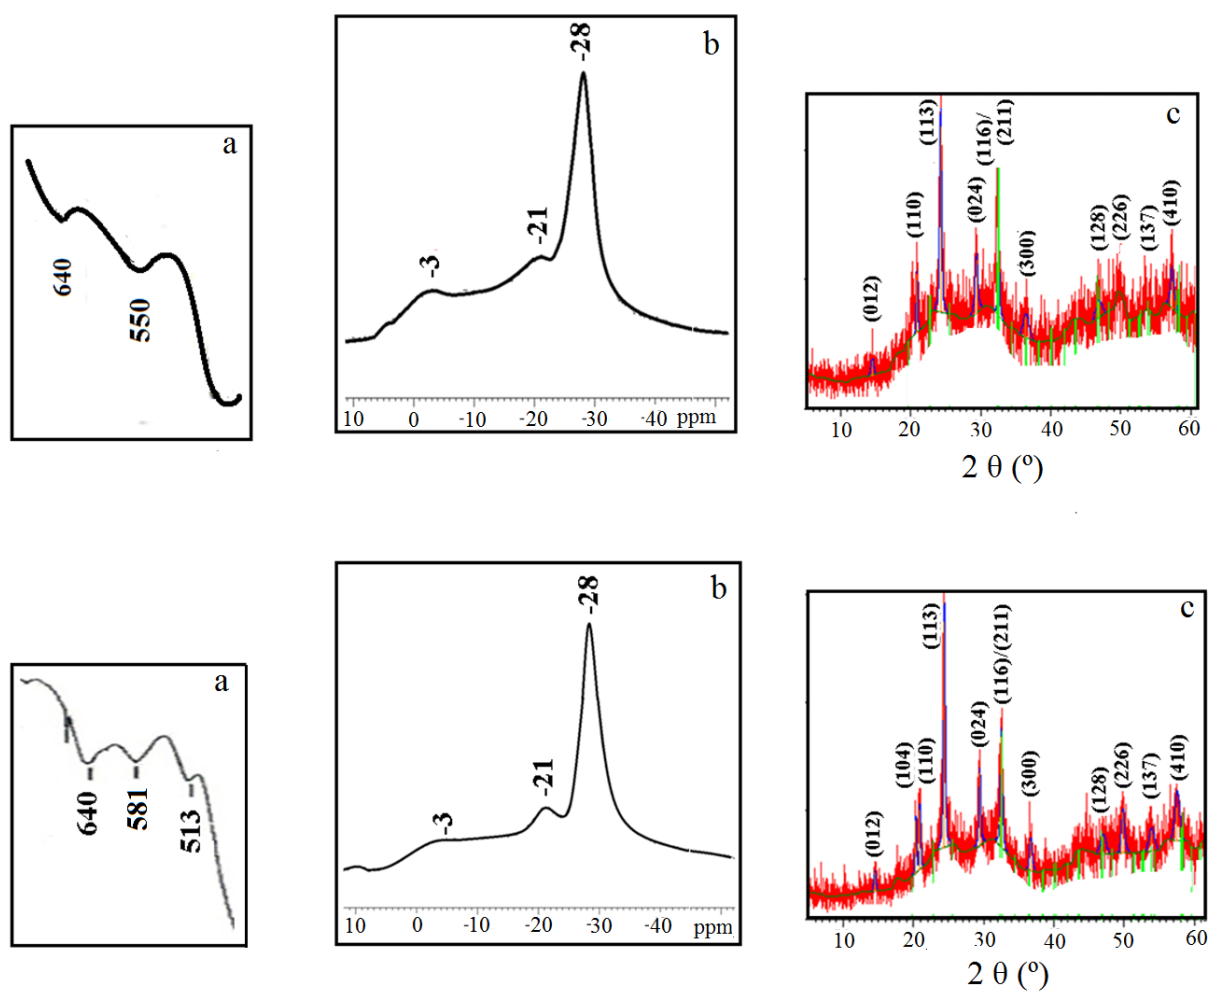 a
640
550
b
-28
-21
-3
10 0 -10 -20 -30 -40 ppm
c
(012)
(110)
(113)
(024)
(116)/
(211)
(300)
(128)
(226)
(137)
(410)
10 20 30 40 50 60
2 θ (º)
a
640
581
513
b
-28
-21
-3
10 0 -10 -20 -30 -40 ppm
c
(012)
(104)
(110)
(113)
(024)
(116)/(211)
(300)
(128)
(226)
(137)
(410)
10 20 30 40 50 60
2 θ (º)